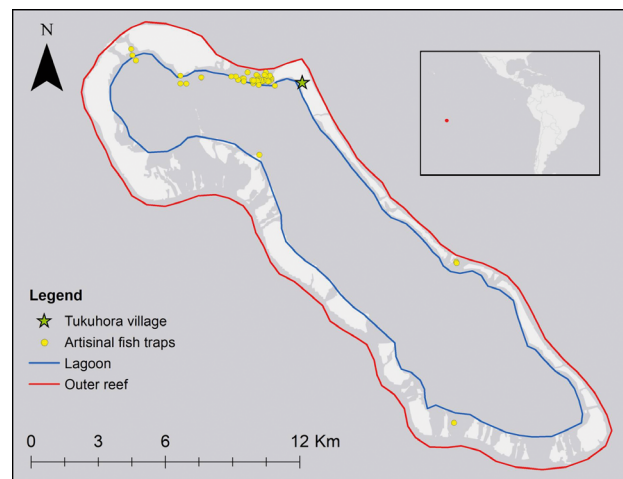 N
Legend
Tukuhora village
Artisinal fish traps
Lagoon
Outer reef
0 3 6 12 Km